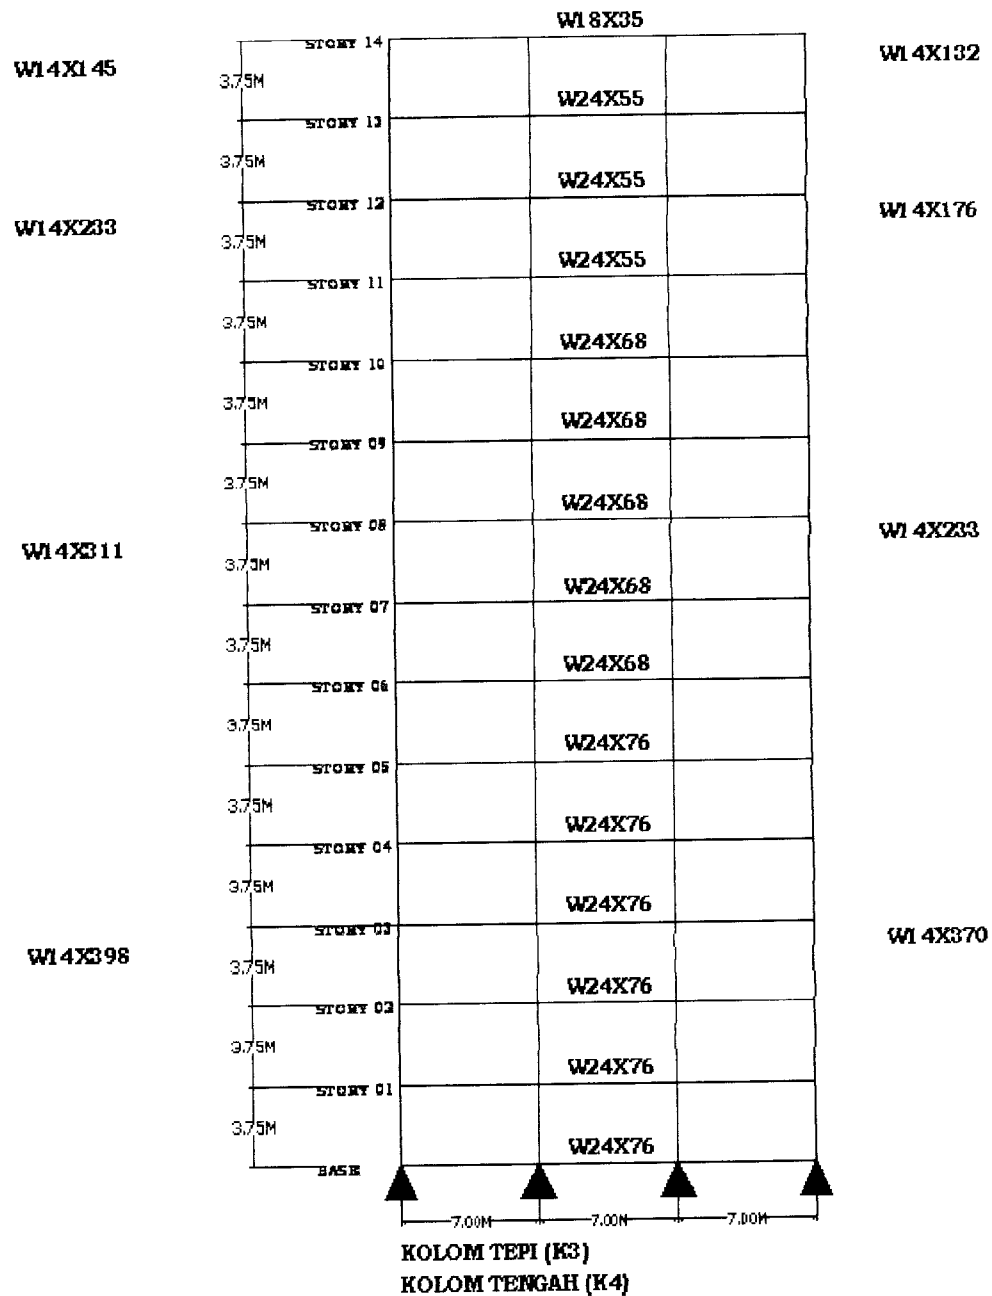 W18X35
STORY 14
W14X132
W14X145
3.75M
W24X55
STORY 13
3.75M
W24X55
STORY 12
W14X176
W14X233
3.75M
W24X55
STORY 11
3.75M
W24X68
STORY 10
3.75M
W24X68
STORY 09
3.75M
W24X68
STORY 08
W14X233
W14X311
3.75M
W24X68
STORY 07
3.75M
W24X68
STORY 06
3.75M
W24X76
STORY 05
3.75M
W24X76
STORY 04
3.75M
W24X76
STORY 03
W14X370
W14X398
3.75M
W24X76
STORY 02
3.75M
W24X76
STORY 01
3.75M
W24X76
BASE
7.00M 7.00M 7.00M
KOLOM TEPI (K3)
KOLOM TENGAH (K4)